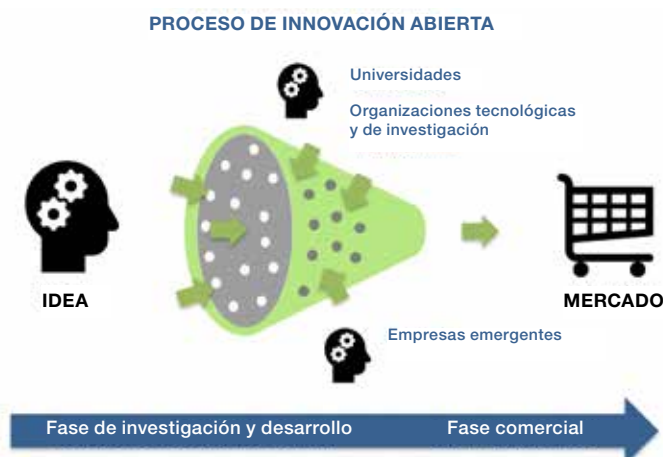 PROCESO DE INNOVACIÓN ABIERTA
Universidades
Organizaciones tecnológicas
y de investigación
IDEA
MERCADO
Empresas emergentes
Fase de investigación y desarrollo
Fase comercial